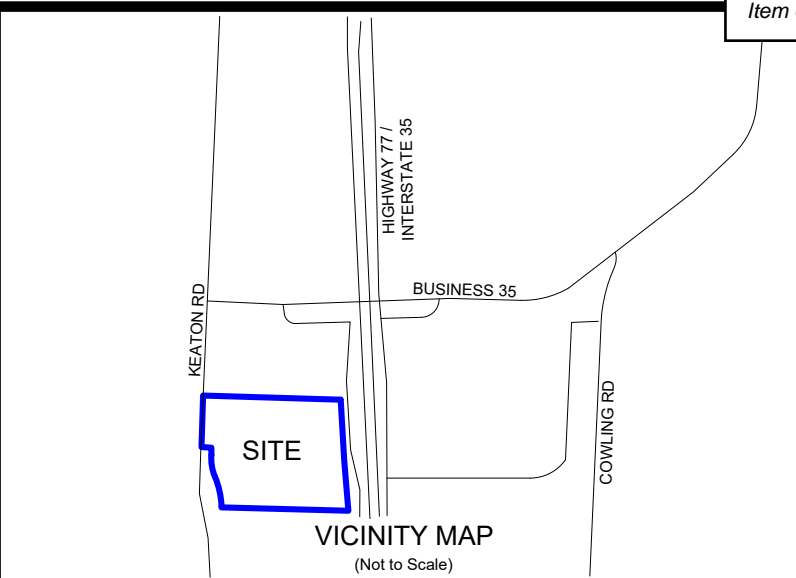 Item
HIGHWAY 77 /
INTERSTATE 35
BUSINESS 35
KEATON RD
COWLING RD
SITE
VICINITY MAP
(Not to Scale)